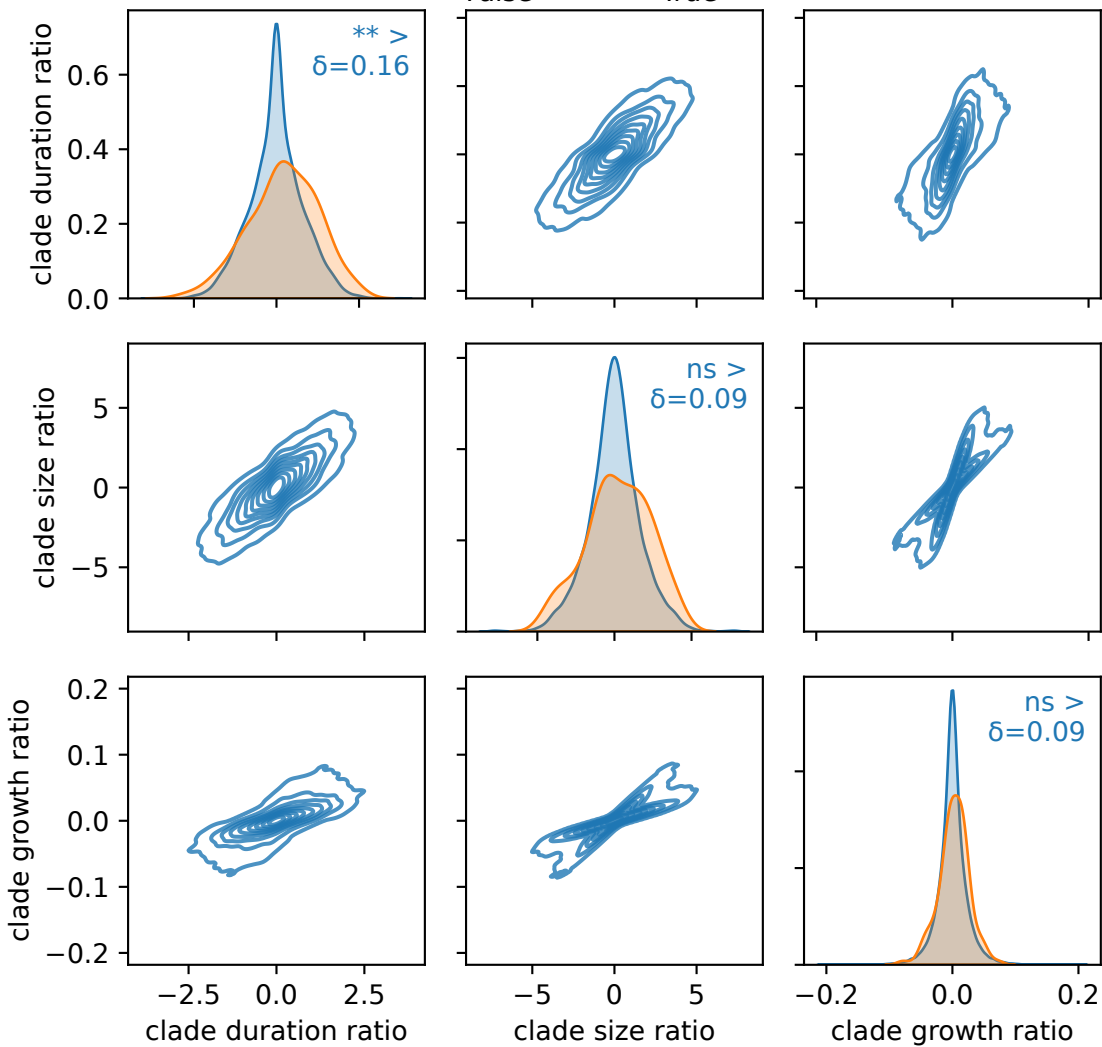 clade duration ratio
0.6
0.4
0.2
0.0
** >
δ=0.16
clade size ratio
5
0
−5
ns >
δ=0.09
clade growth ratio
0.2
0.1
0.0
−0.1
−0.2
ns >
δ=0.09
−2.5 0.0 2.5
clade duration ratio
−5 0 5
clade size ratio
−0.2 0.0 0.2
clade growth ratio